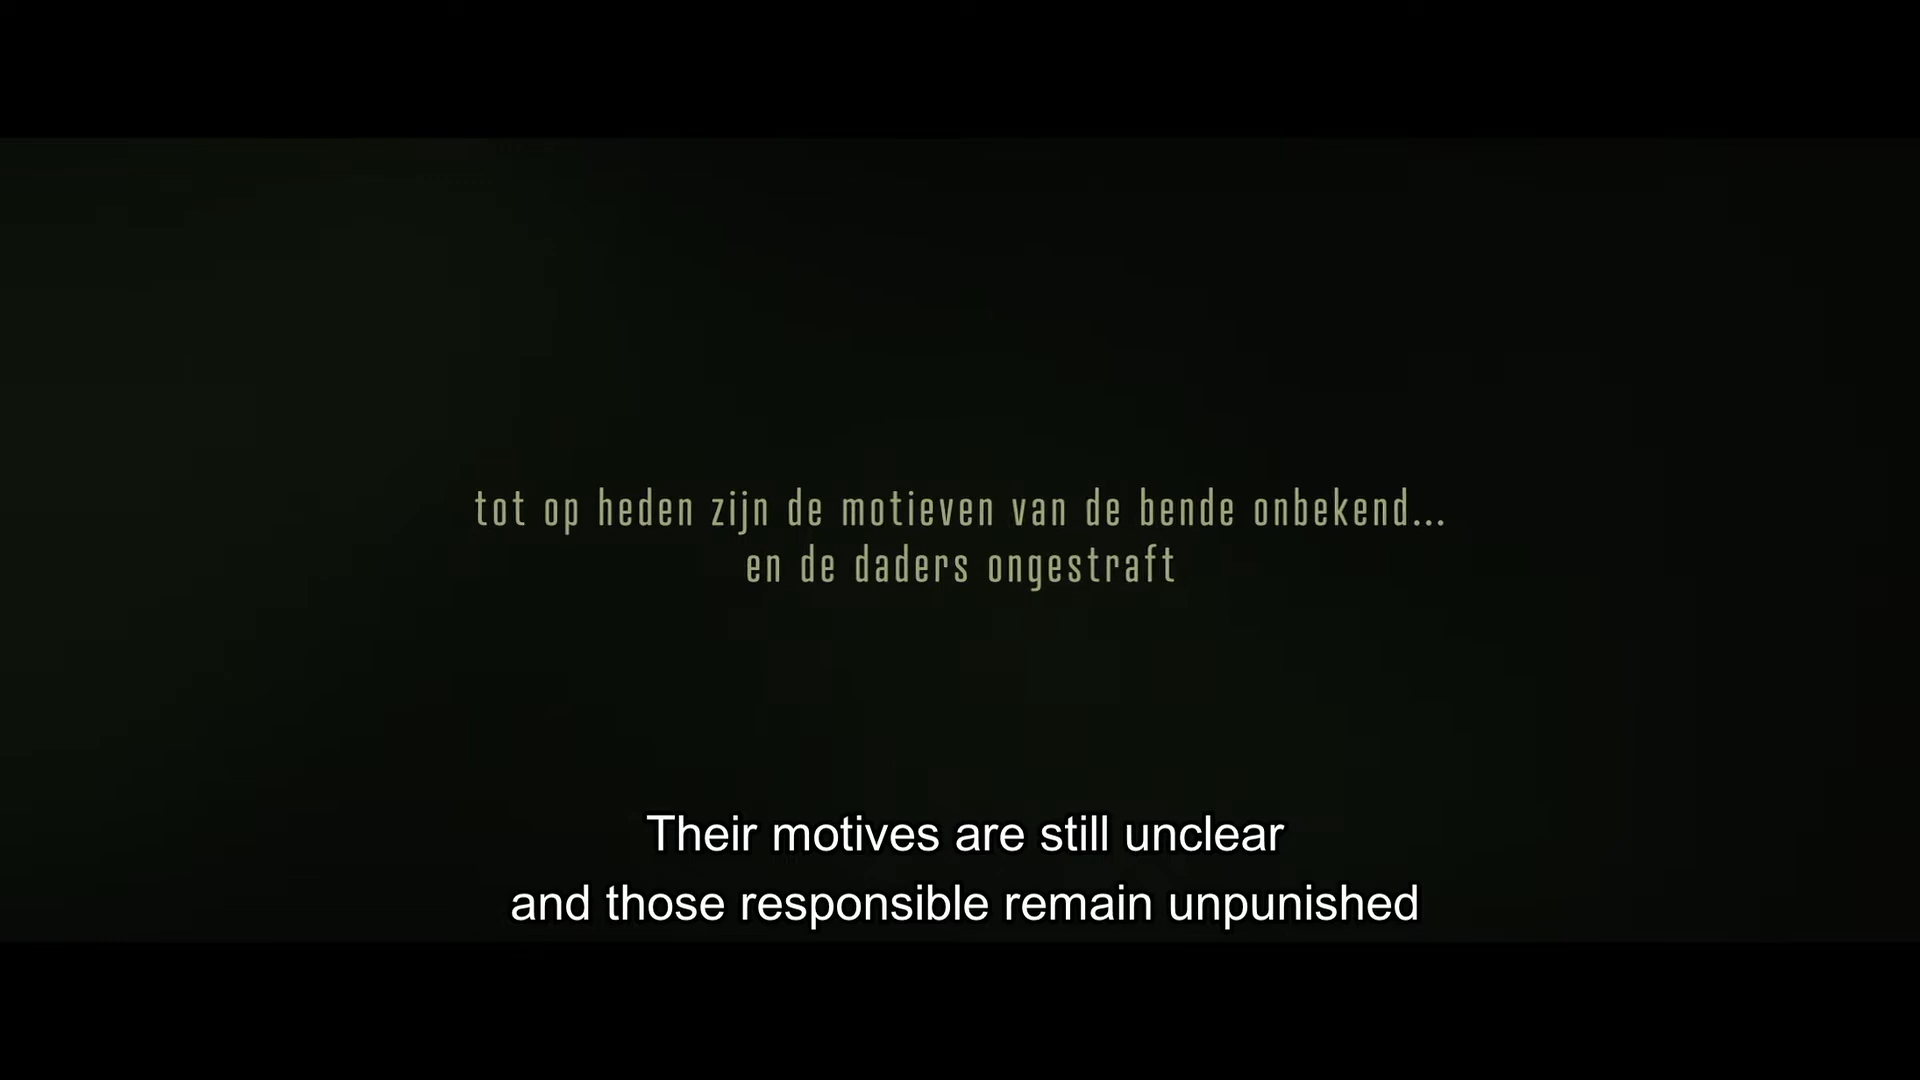 tot op heden zijn de motieven van de bende onbekend...
en de daders ongestraft
Their motives are still unclear
and those responsible remain unpunished